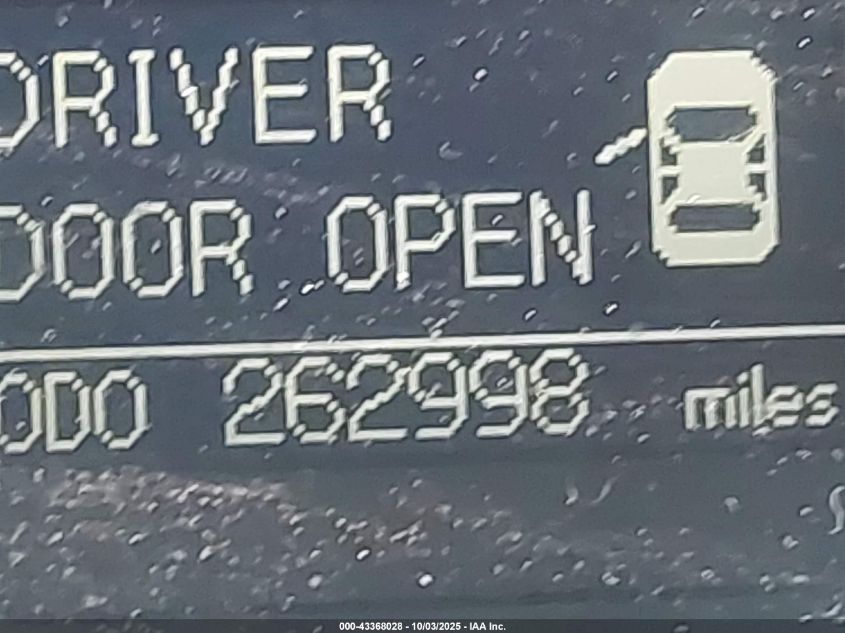 DRIVER
DOOR OPEN
ODO 262998 miles
000-43368028 - 10/03/2025 - IAA Inc.